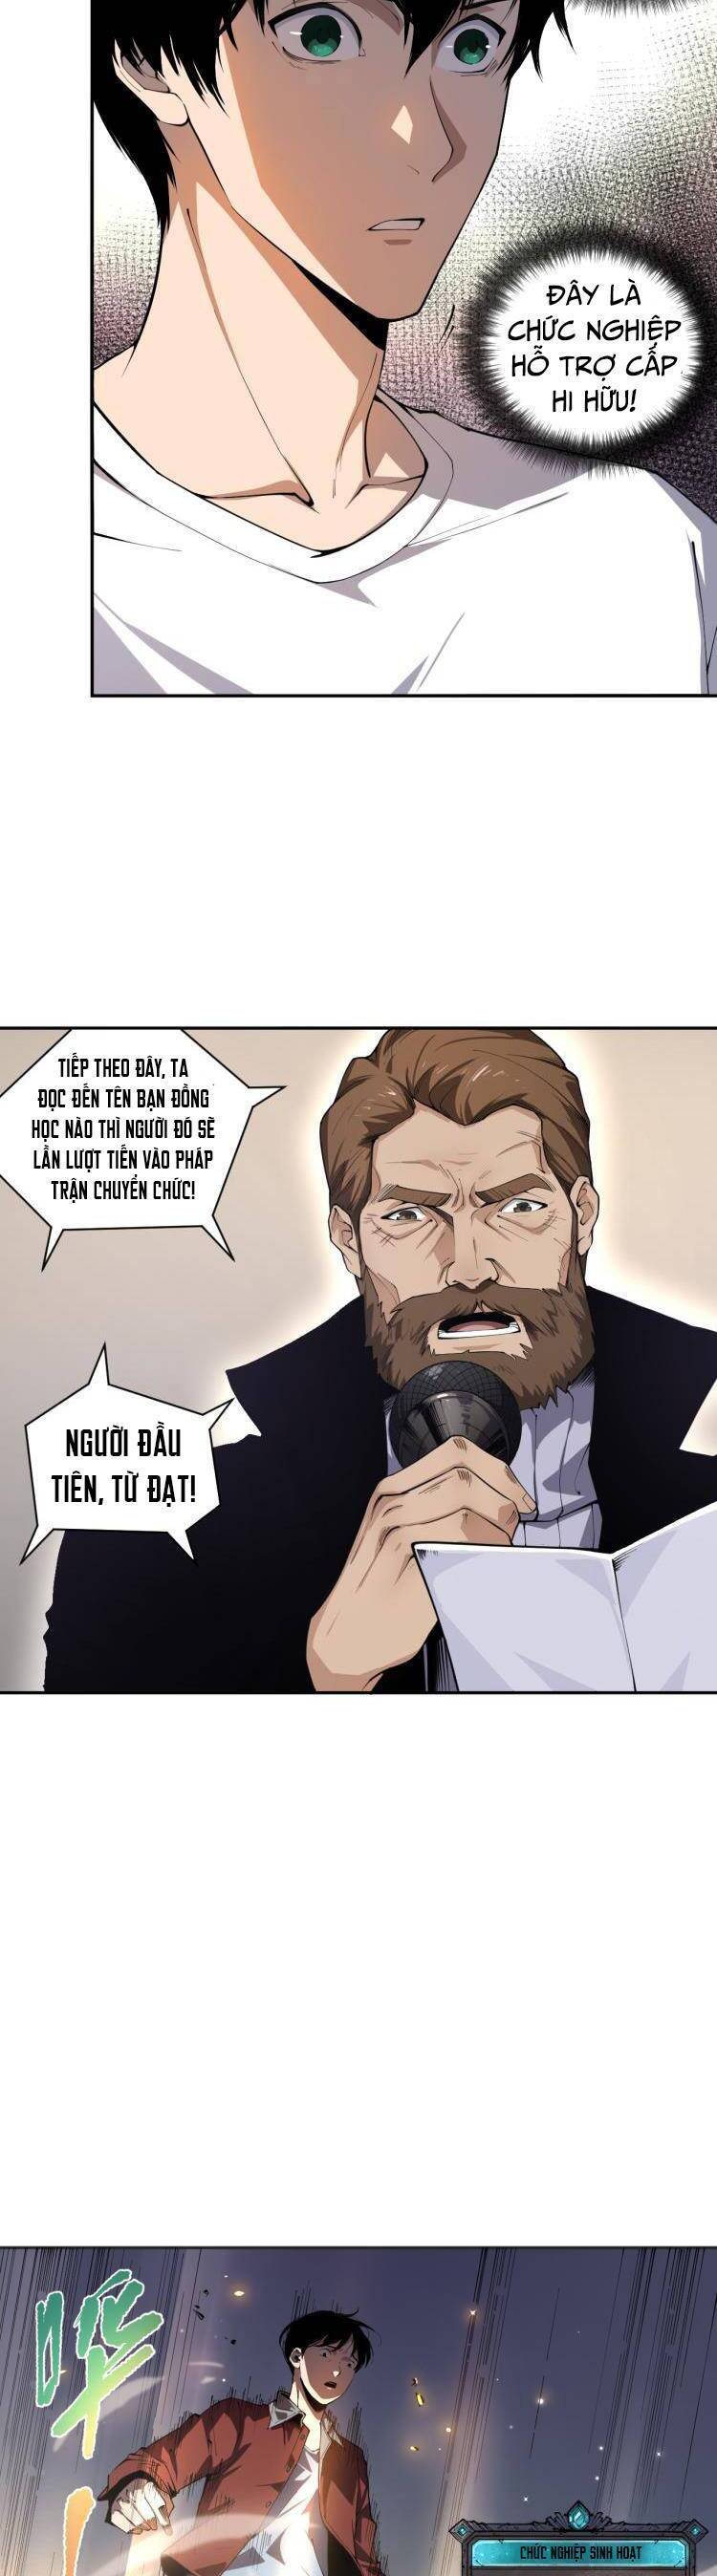 ĐÂY LÀ
CHỨC NGHIỆP
HỖ TRỢ CẤP
HI HỮU!
TIẾP THEO ĐÂY, TA
ĐỌC ĐẾN TÊN BẠN ĐỒNG
HỌC NÀO THÌ NGƯỜI ĐÓ SẼ
LẦN LƯỢT TIẾN VÀO PHÁP
TRẬN CHUYỂN CHỨC!
NGƯỜI ĐẦU
TIÊN, TỪ ĐẠT!
CHỨC NGHIỆP SINH HOẠT